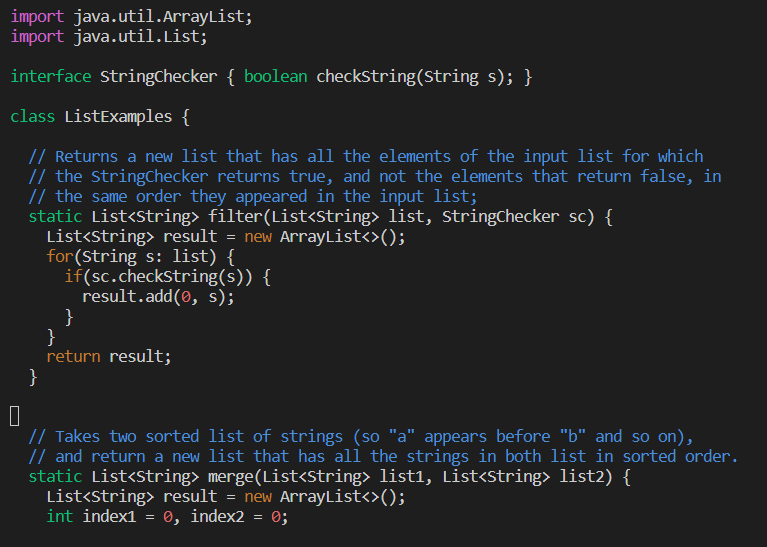 import java.util.ArrayList;
import java.util.List;

interface StringChecker { boolean checkString(String s); }

class ListExamples {

  // Returns a new list that has all the elements of the input list for which
  // the StringChecker returns true, and not the elements that return false, in
  // the same order they appeared in the input list;
  static List<String> filter(List<String> list, StringChecker sc) {
    List<String> result = new ArrayList<>();
    for(String s: list) {
      if(sc.checkString(s)) {
        result.add(0, s);
      }
    }
    return result;
  }


  // Takes two sorted list of strings (so "a" appears before "b" and so on),
  // and return a new list that has all the strings in both list in sorted order.
  static List<String> merge(List<String> list1, List<String> list2) {
    List<String> result = new ArrayList<>();
    int index1 = 0, index2 = 0;